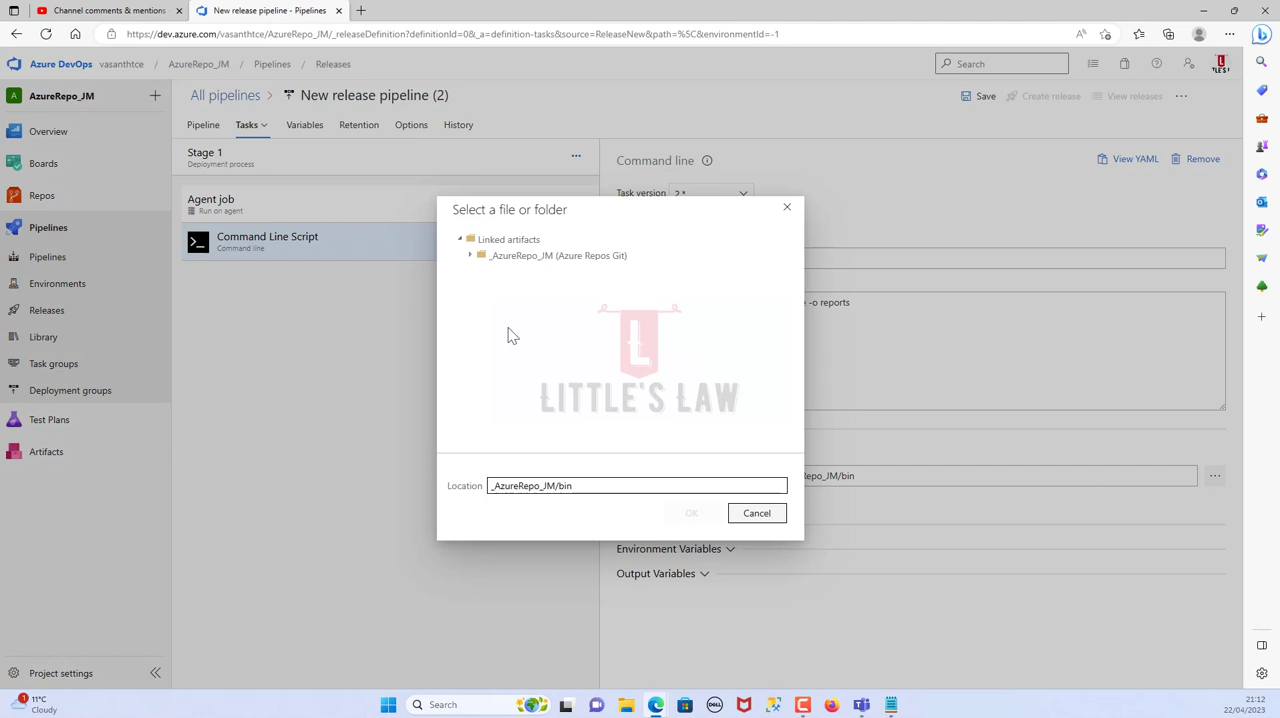 Channel comments & mentions
New release pipeline - Pipelines
https://dev.azure.com/vasanthtce/AzureRepo_JM/_releaseDefinition?definitionId=0&_a=definition-tasks&source=ReleaseNew&path=%5C&environmentId=-1
Azure DevOps
vasanthtce / AzureRepo_JM / Pipelines / Releases
Search
LITTLE'S
A AzureRepo_JM
All pipelines > New release pipeline (2)
Save
Create release
View releases
Overview
Boards
Repos
Pipelines
Pipelines
Environments
Releases
Library
Task groups
Deployment groups
Test Plans
Artifacts
Project settings
Pipeline Tasks Variables Retention Options History
Stage 1
Deployment process
Agent job
Run on agent
Command Line Script
Command line
Command line
View YAML Remove
Task version 2.*
-o reports
Repo_JM/bin
Environment Variables
Output Variables
Select a file or folder
Linked artifacts
_AzureRepo_JM (Azure Repos Git)
L
LITTLE'S LAW
Location _AzureRepo_JM/bin
OK Cancel
1
11°C
Cloudy
Search
DELL
21:12
22/04/2023